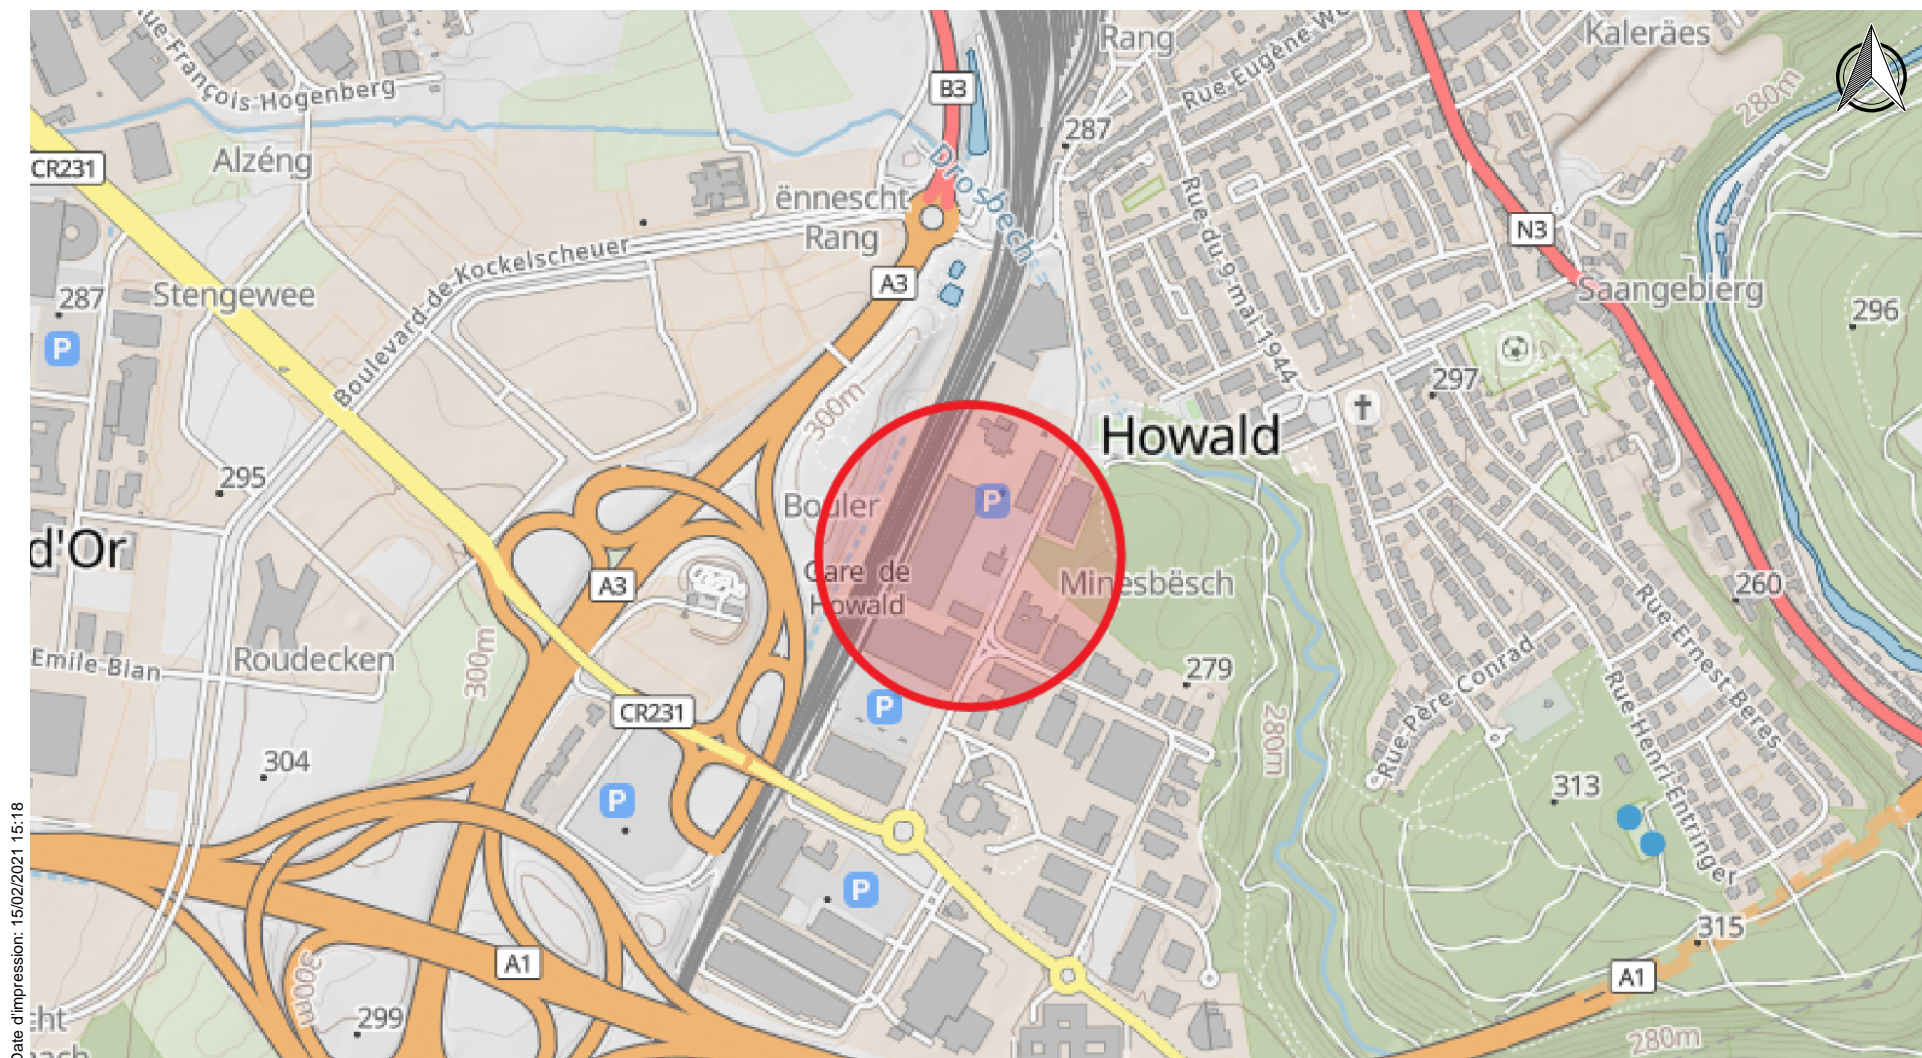 Rue François-Hogenberg
B3
Rang
Rue-Eugène-We
Kaleräes
280m
CR231
Alzéng
287
Drosbech
ënnescht
Rang
Rue-du-9-mai-1944
N3
Boulevard-de-Kockelscheuer
A3
Saangebierg
287
Stengewee
296
P
297
300m
Howald
295
Bouler
P
d'Or
Gare de
Howald
A3
Minesbësch
260
Emile-Blan
Roudecken
300m
279
Rue-Père Conrad
Rue-Ernest-Beres
Rue-Henri-Entringer
CR231
P
280m
304
P
313
P
315
A1
A1
300m
299
280m
Date d'impression: 15/02/2021 15:18